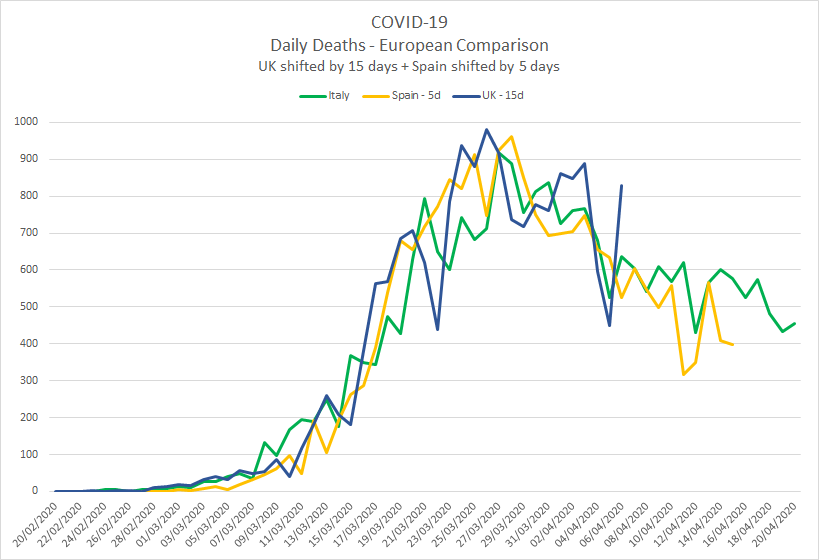 COVID-19
Daily Deaths - European Comparison
UK shifted by 15 days + Spain shifted by 5 days
Italy Spain - 5d UK - 15d
1000
900
800
700
600
500
400
300
200
100
0
20/02/2020 22/02/2020 24/02/2020 26/02/2020 28/02/2020 01/03/2020 03/03/2020 05/03/2020 07/03/2020 09/03/2020 11/03/2020 13/03/2020 15/03/2020 17/03/2020 19/03/2020 21/03/2020 23/03/2020 25/03/2020 27/03/2020 29/03/2020 31/03/2020 02/04/2020 04/04/2020 06/04/2020 08/04/2020 10/04/2020 12/04/2020 14/04/2020 16/04/2020 18/04/2020 20/04/2020